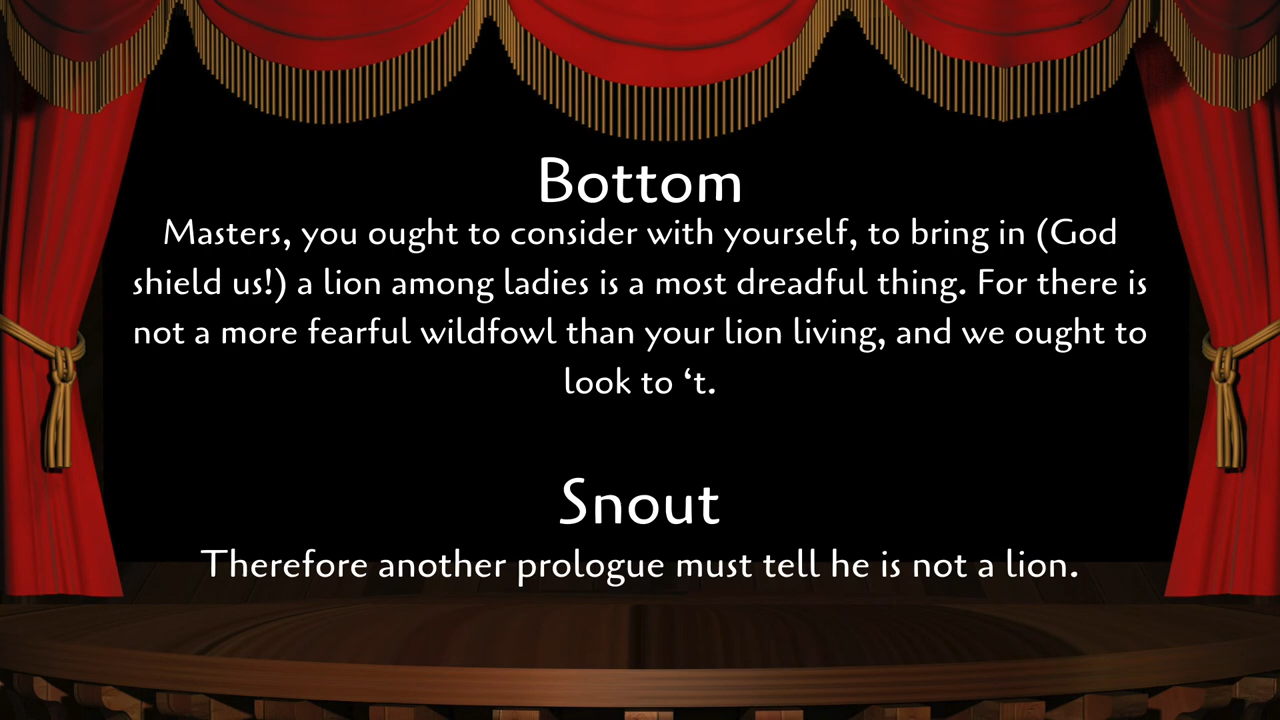 Bottom
Masters, you ought to consider with yourself, to bring in (God
shield us!) a lion among ladies is a most dreadful thing. For there is
not a more fearful wildfowl than your lion living, and we ought to
look to ‘t.
Snout
Therefore another prologue must tell he is not a lion.